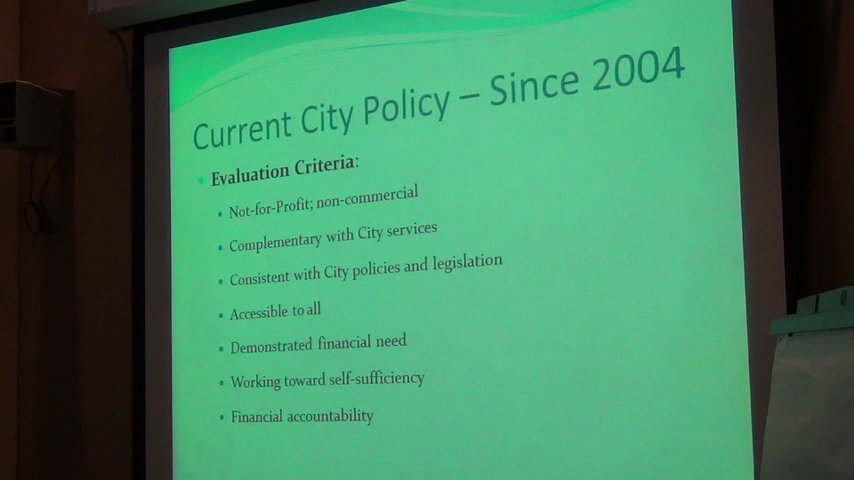 Current City Policy – Since 2004
Evaluation Criteria:
Not-for-Profit; non-commercial
Complementary with City services
Consistent with City policies and legislation
Accessible to all
Demonstrated financial need
Working toward self-sufficiency
Financial accountability